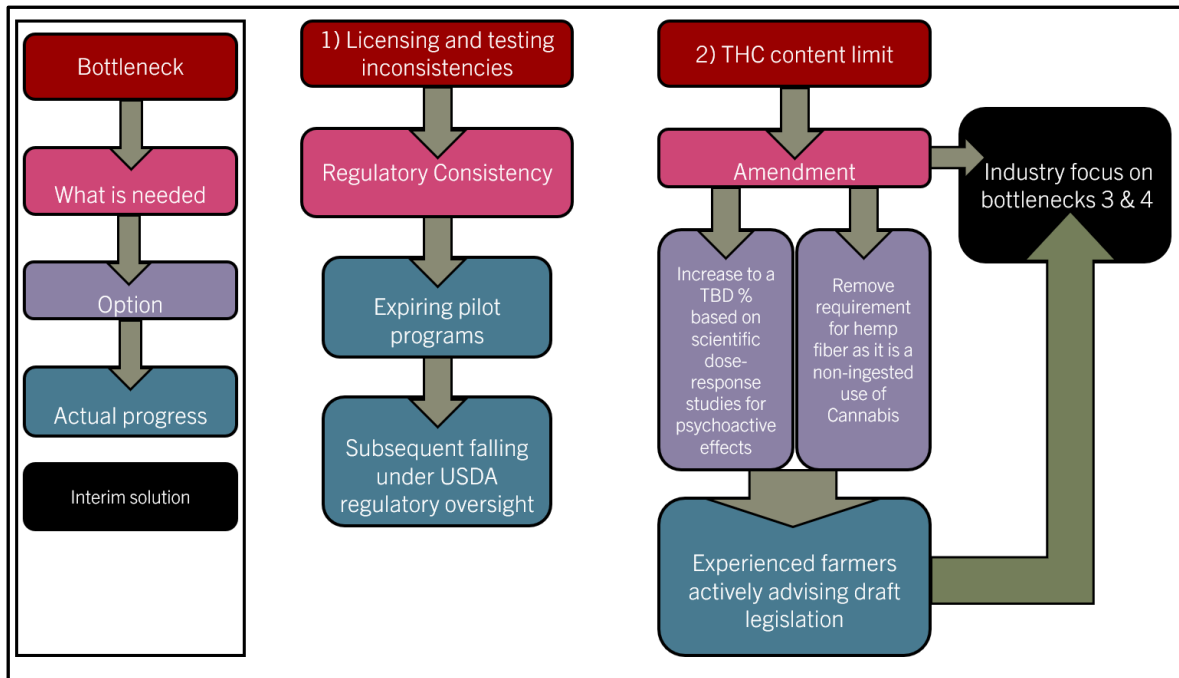 Bottleneck
What is needed
Option
Actual progress
Interim solution
1) Licensing and testing
inconsistencies
Regulatory Consistency
Expiring pilot
programs
Subsequent falling
under USDA
regulatory oversight
2) THC content limit
Amendment
Increase to a
TBD %
based on
scientific
dose-
response
studies for
psychoactive
effects
Remove
requirement
for hemp
fiber as it is a
non-ingested
use of
Cannabis
Experienced farmers
actively advising draft
legislation
Industry focus on
bottlenecks 3 & 4